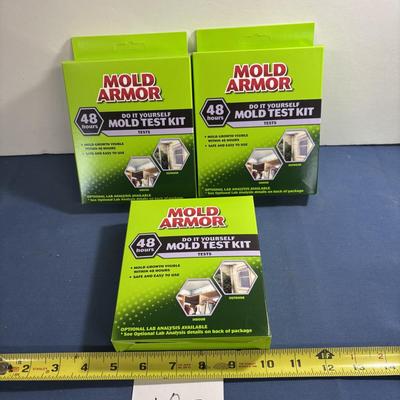 MOLD
ARMOR
48
hours
DO IT YOURSELF
MOLD TEST KIT
TESTS
• MOLD GROWTH VISIBLE
WITHIN 48 HOURS
• SAFE AND EASY TO USE
INDOOR
OUTDOOR
OPTIONAL LAB ANALYSIS AVAILABLE
*See Optional Lab Analysis details on back of package
MOLD
ARMOR
48
hours
DO IT YOURSELF
MOLD TEST KIT
TESTS
• MOLD GROWTH VISIBLE
WITHIN 48 HOURS
• SAFE AND EASY TO USE
INDOOR
OUTDOOR
OPTIONAL LAB ANALYSIS AVAILABLE
*See Optional Lab Analysis details on back of package
MOLD
ARMOR
48
hours
DO IT YOURSELF
MOLD TEST KIT
TESTS
• MOLD GROWTH VISIBLE
WITHIN 48 HOURS
• SAFE AND EASY TO USE
INDOOR
OUTDOOR
OPTIONAL LAB ANALYSIS AVAILABLE
*See Optional Lab Analysis details on back of package
1 2 3 4 5 6 7 8 9 10 11 12 13 14